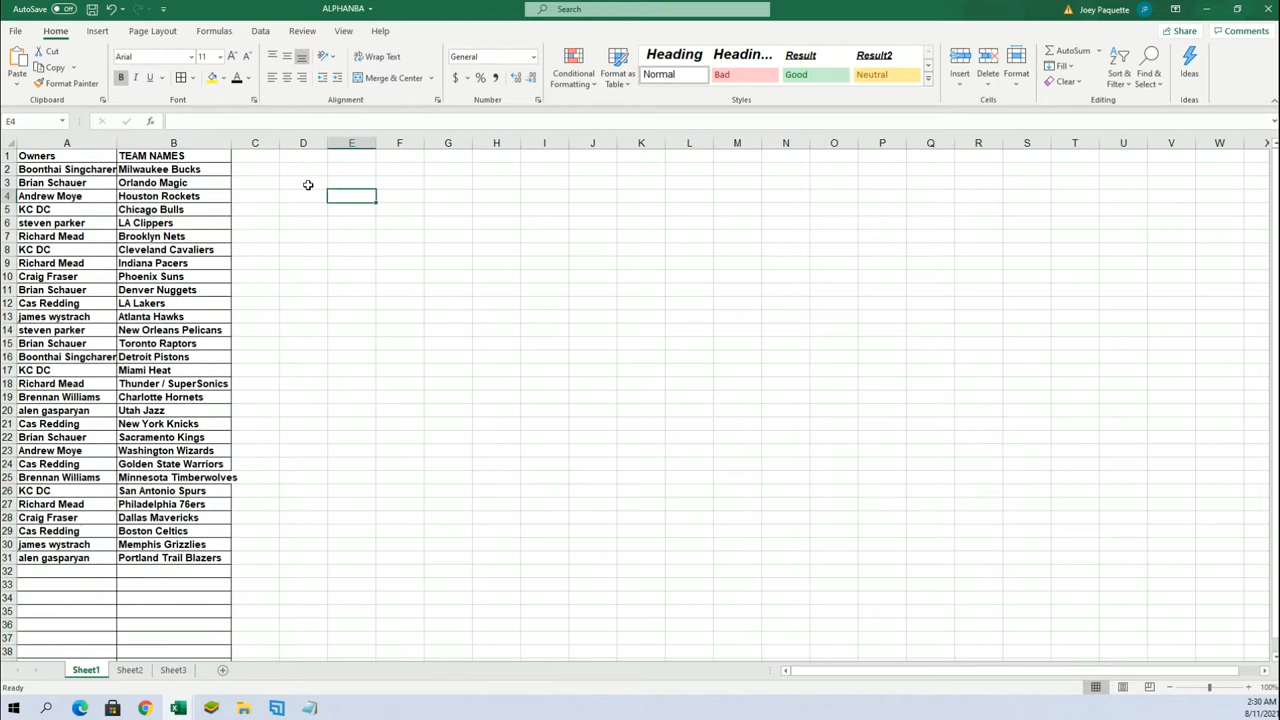 AutoSave Off ALPHANBA Search Joey Paquette JP
File Home Insert Page Layout Formulas Data Review View Help Share Comments
Paste Cut Copy Format Painter Clipboard
Arial 11 Font
Wrap Text Merge & Center Alignment
General Number
Conditional Formatting Format as Table
Heading Headin... Result Result2
Normal Bad Good Neutral
Styles
Insert Delete Format Cells
AutoSum Fill Clear Sort & Filter Find & Select Editing
Ideas Ideas
E4 fx
A B C D E F G H I J K L M N O P Q R S T U V W X
1 Owners TEAM NAMES
2 Boonthai Singcharer Milwaukee Bucks
3 Brian Schauer Orlando Magic
4 Andrew Moye Houston Rockets
5 KC DC Chicago Bulls
6 steven parker LA Clippers
7 Richard Mead Brooklyn Nets
8 KC DC Cleveland Cavaliers
9 Richard Mead Indiana Pacers
10 Craig Fraser Phoenix Suns
11 Brian Schauer Denver Nuggets
12 Cas Redding LA Lakers
13 james wystrach Atlanta Hawks
14 steven parker New Orleans Pelicans
15 Brian Schauer Toronto Raptors
16 Boonthai Singcharer Detroit Pistons
17 KC DC Miami Heat
18 Richard Mead Thunder / SuperSonics
19 Brennan Williams Charlotte Hornets
20 alen gasparyan Utah Jazz
21 Cas Redding New York Knicks
22 Brian Schauer Sacramento Kings
23 Andrew Moye Washington Wizards
24 Cas Redding Golden State Warriors
25 Brennan Williams Minnesota Timberwolves
26 KC DC San Antonio Spurs
27 Richard Mead Philadelphia 76ers
28 Craig Fraser Dallas Mavericks
29 Cas Redding Boston Celtics
30 james wystrach Memphis Grizzlies
31 alen gasparyan Portland Trail Blazers
32
33
34
35
36
37
38
Sheet1 Sheet2 Sheet3
Ready 100%
2:30 AM